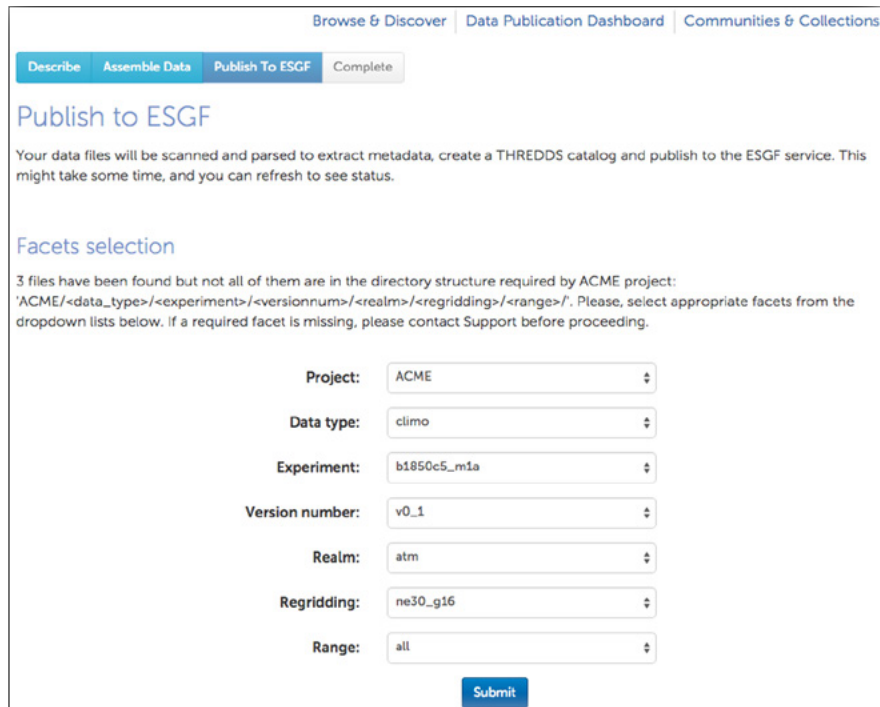 Browse & Discover Data Publication Dashboard Communities & Collections
Describe Assemble Data Publish To ESGF Complete
Publish to ESGF
Your data files will be scanned and parsed to extract metadata, create a THREDDS catalog and publish to the ESGF service. This
might take some time, and you can refresh to see status.
Facets selection
3 files have been found but not all of them are in the directory structure required by ACME project:
'ACME/<data_type>/<experiment>/<versionnum>/<realm>/<regridding>/<range>/'. Please, select appropriate facets from the
dropdown lists below. If a required facet is missing, please contact Support before proceeding.
Project: ACME
Data type: climo
Experiment: b1850c5_m1a
Version number: v0_1
Realm: atm
Regridding: ne30_g16
Range: all
Submit